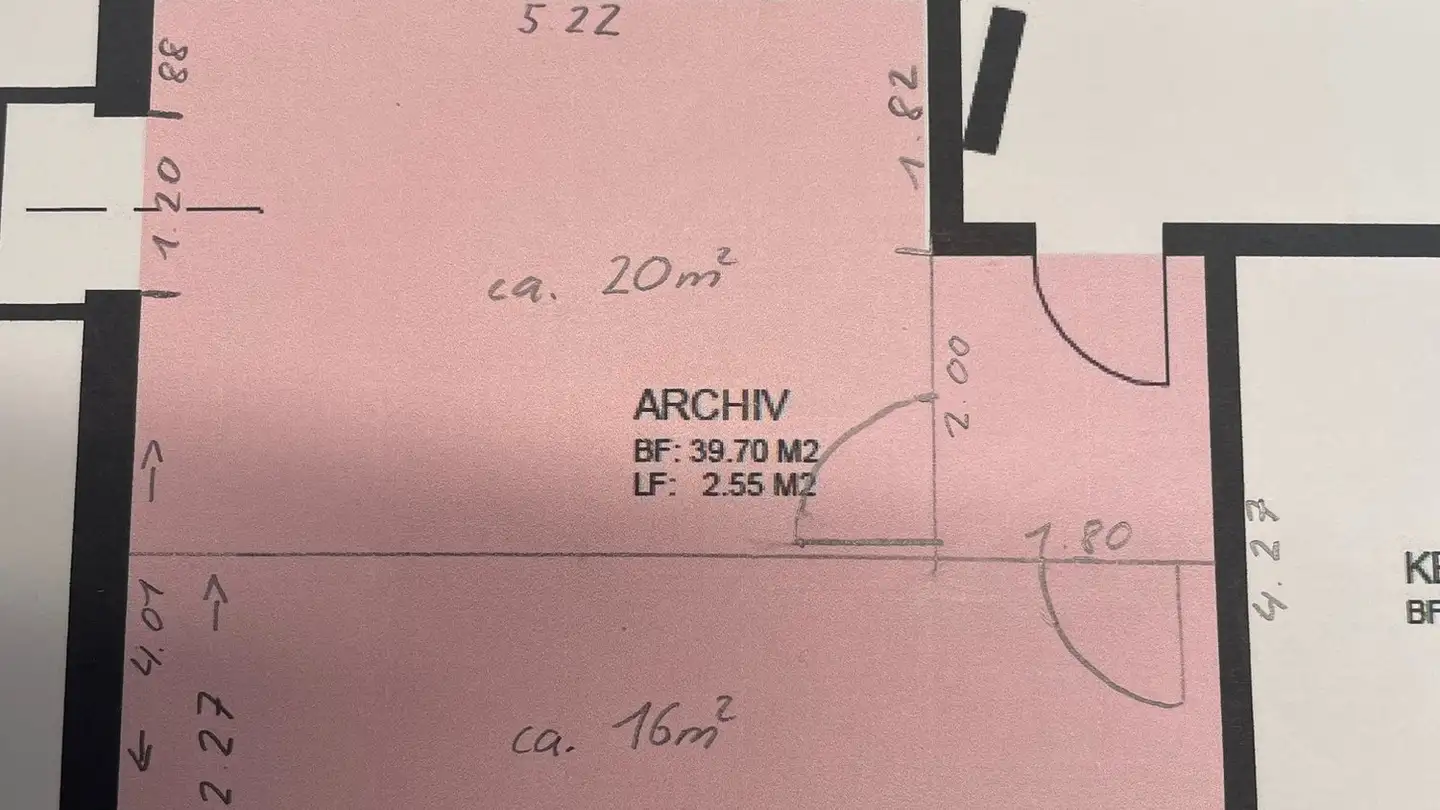 5.22
88
1.82
1.20
ca. 20m²
2.00
ARCHIV
BF: 39.70 M2
LF: 2.55 M2
1.80
4.27
KE
BF
4.01
2.27
ca. 16m²